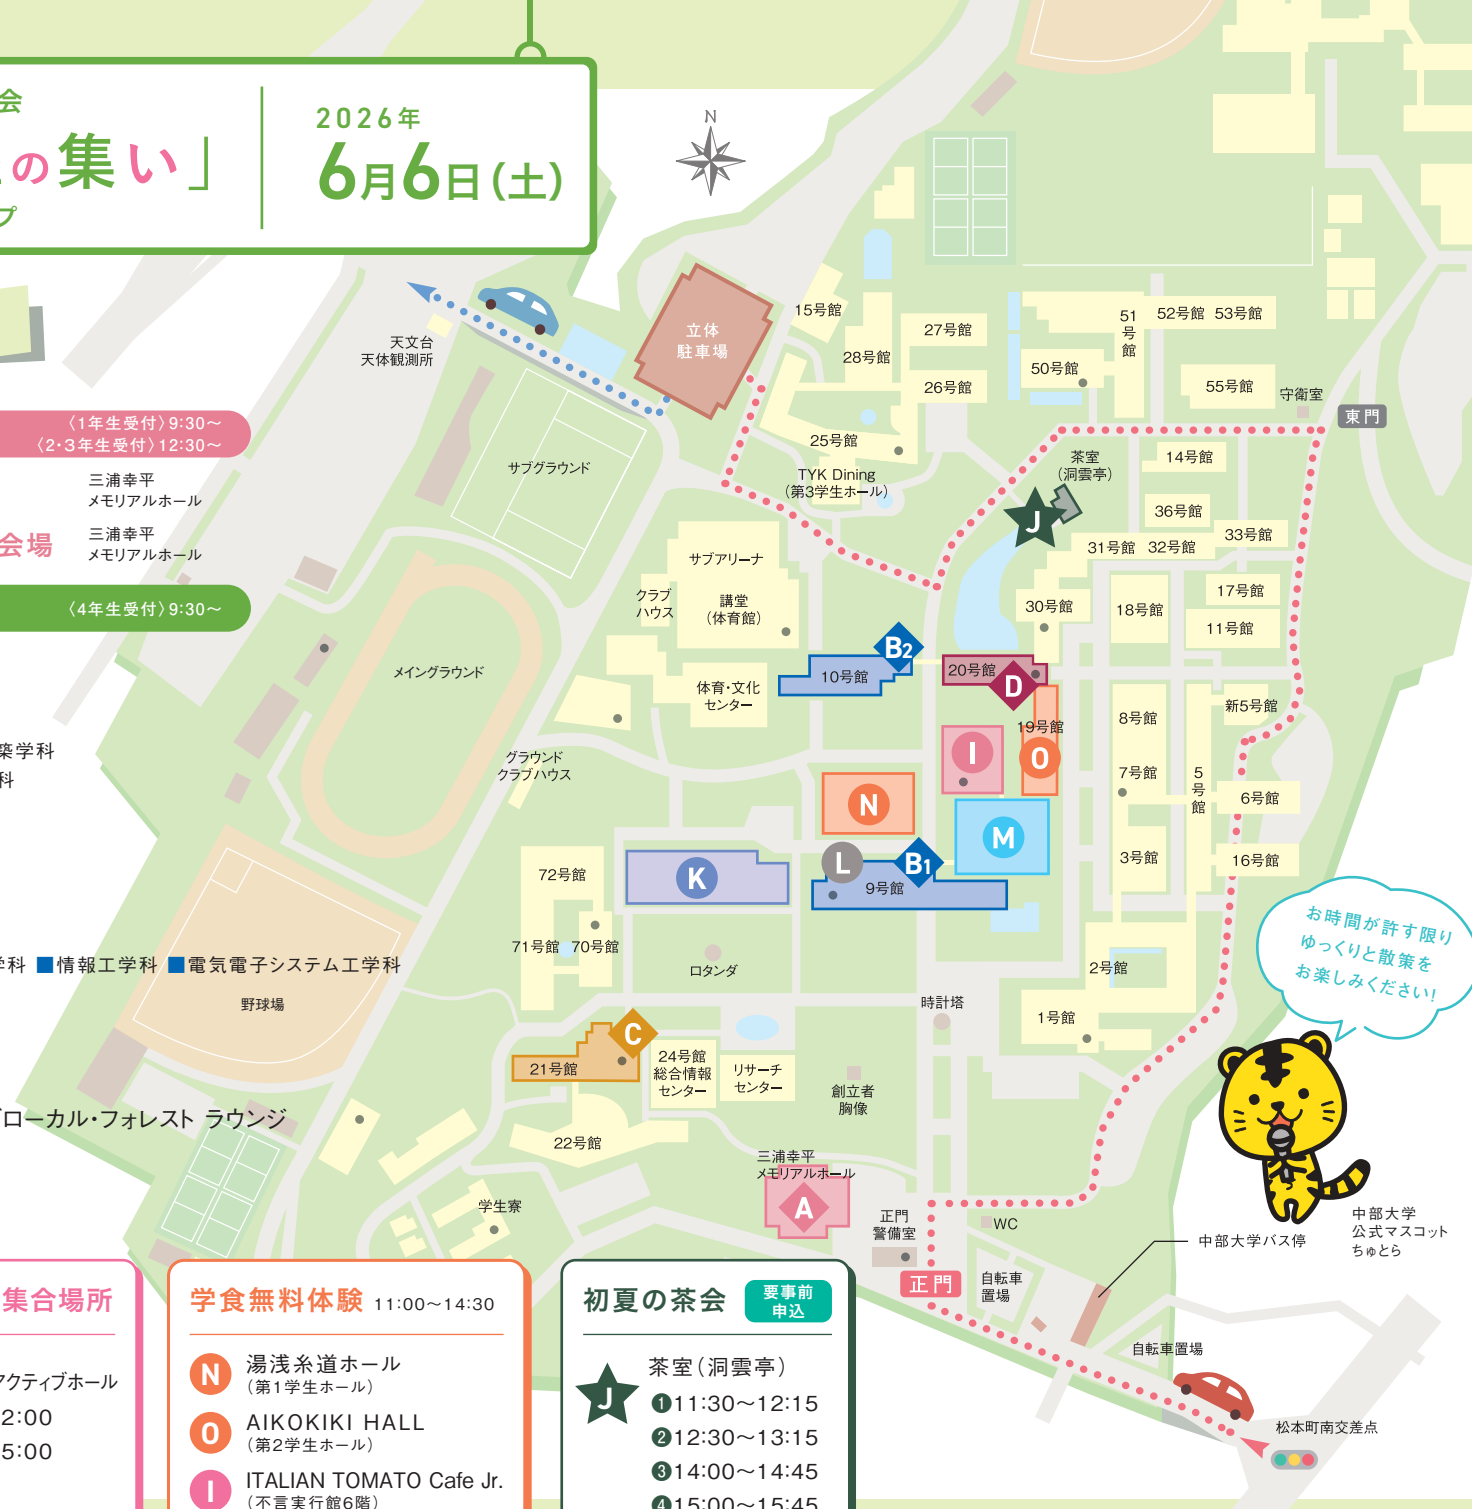 会
の集い」
プ
2026年
6月6日(土)
N
〈1年生受付〉9:30〜
〈2・3年生受付〉12:30〜
三浦幸平
メモリアルホール
会場
三浦幸平
メモリアルホール
〈4年生受付〉9:30〜
築学科
科
学科 ■情報工学科 ■電気電子システム工学科
グローカル・フォレスト ラウンジ
天文台
天体観測所
立体
駐車場
15号館
28号館
27号館
26号館
25号館
TYK Dining
(第3学生ホール)
51号館
52号館 53号館
50号館
55号館
守衛室
東門
茶室
(洞雲亭)
J
14号館
36号館
33号館
31号館 32号館
30号館
18号館
17号館
11号館
サブグラウンド
サブアリーナ
クラブ
ハウス
講堂
(体育館)
体育・文化
センター
メイングラウンド
グラウンド
クラブハウス
B2
10号館
20号館
D
19号館
O
I
N
M
K
L
B1
9号館
8号館
新5号館
7号館
5号館
6号館
3号館
16号館
72号館
71号館 70号館
ロタンダ
野球場
2号館
1号館
時計塔
C
21号館
24号館
総合情報
センター
リサーチ
センター
創立者
胸像
22号館
三浦幸平
メモリアルホール
A
学生寮
正門
警備室
WC
正門
自転車
置場
中部大学バス停
自転車置場
松本町南交差点
お時間が許す限り
ゆっくりと散策を
お楽しみください!
中部大学
公式マスコット
ちゅとら
集合場所
アクティブホール
2:00
5:00
学食無料体験 11:00〜14:30
N 湯浅糸道ホール
(第1学生ホール)
O AIKOKIKI HALL
(第2学生ホール)
I ITALIAN TOMATO Cafe Jr.
(不言実行館6階)
初夏の茶会
要事前
申込
J 茶室(洞雲亭)
❶11:30〜12:15
❷12:30〜13:15
❸14:00〜14:45
❹15:00〜15:45